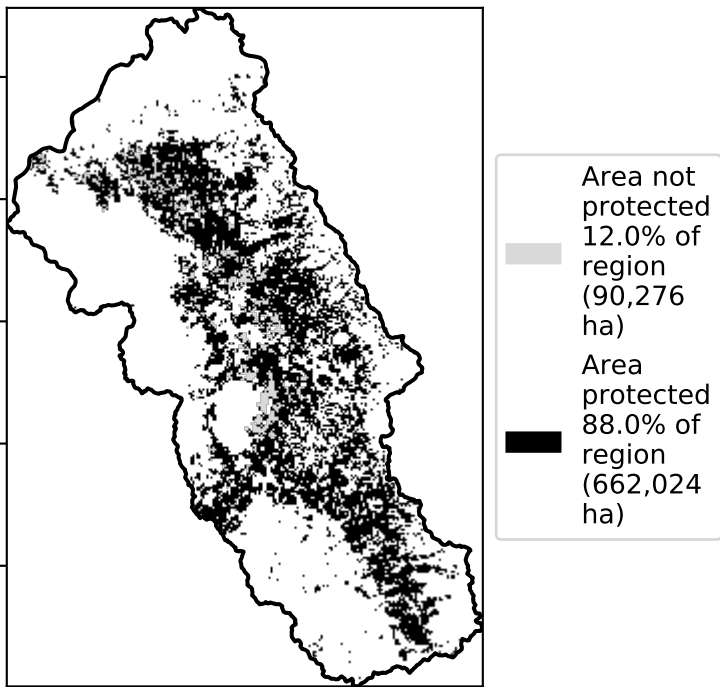 Area not
protected
12.0% of
region
(90,276
ha)
Area
protected
88.0% of
region
(662,024
ha)